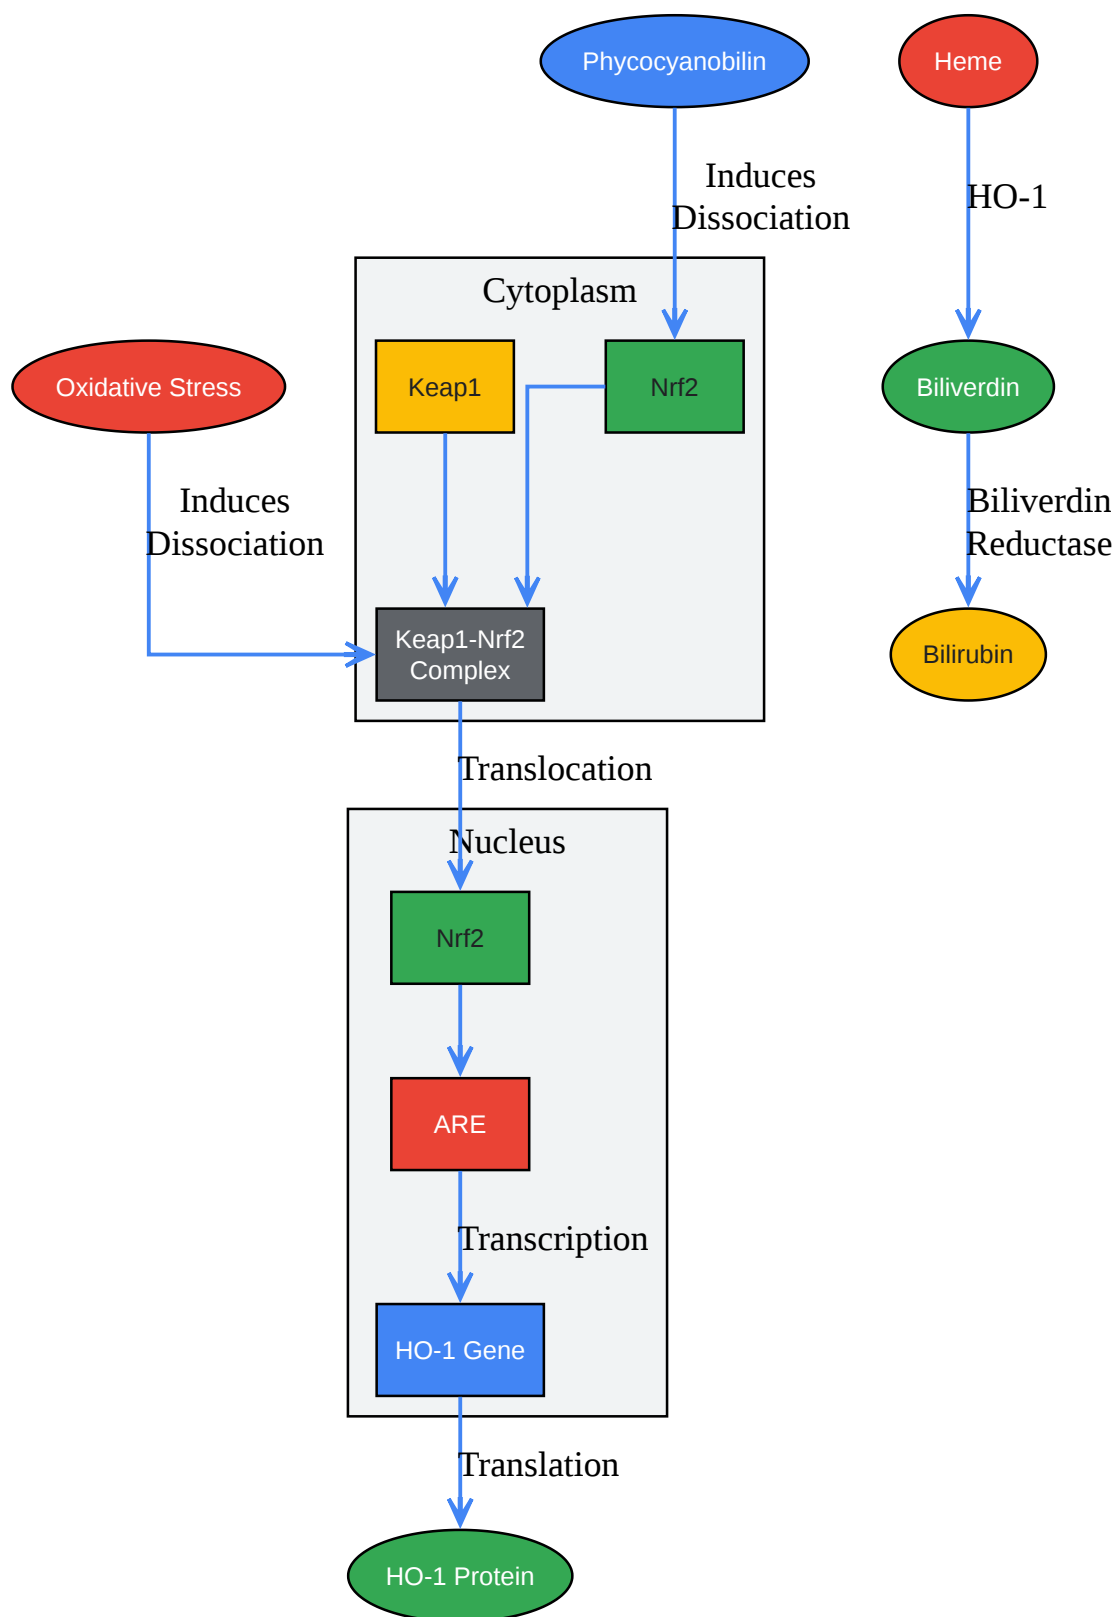 Phycocyanobilin
Heme
Induces
Dissociation
HO-1
Cytoplasm
Oxidative Stress
Keap1
Nrf2
Biliverdin
Induces
Dissociation
Biliverdin
Reductase
Keap1-Nrf2
Complex
Bilirubin
Translocation
Nucleus
Nrf2
ARE
Transcription
HO-1 Gene
Translation
HO-1 Protein